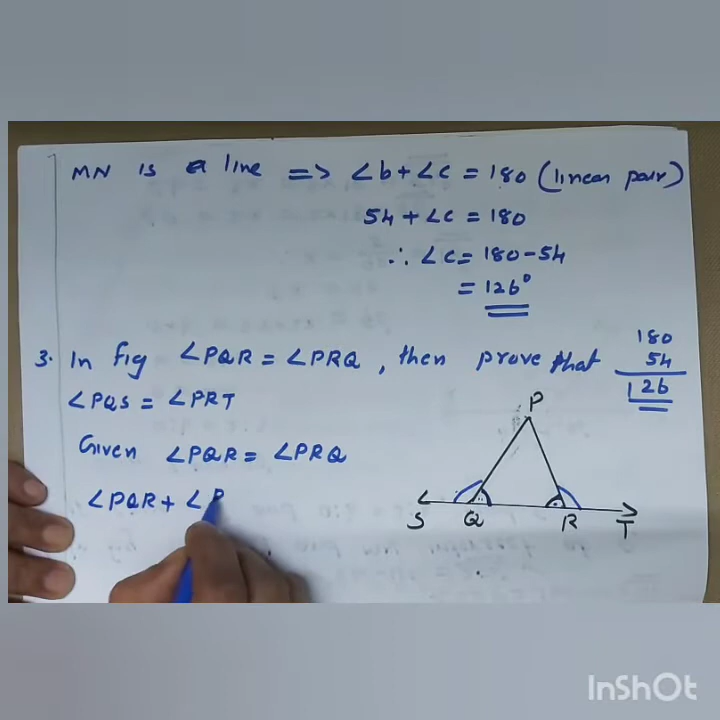 MN is a line => ∠b + ∠c = 180 (linear pair)
54 + ∠c = 180
∴ ∠c = 180 - 54
= 126°
3. In fig ∠PQR = ∠PRQ, then prove that
∠PQS = ∠PRT
180
54
126
Given ∠PQR = ∠PRQ
∠PQR + ∠P
P
S Q R T
InShOt